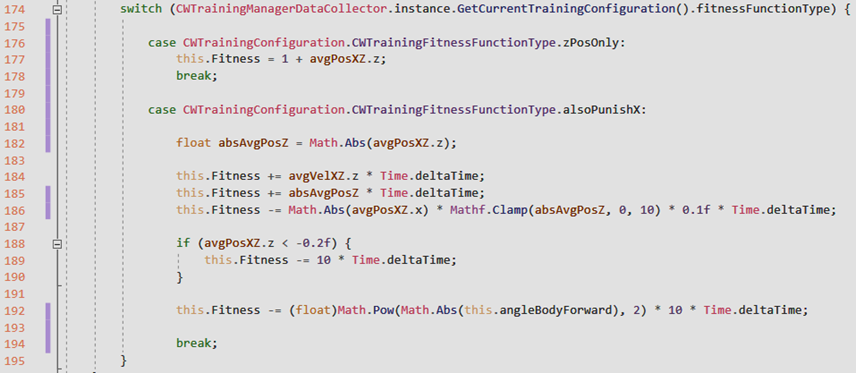 174 switch (CWTrainingManagerDataCollector.instance.GetCurrentTrainingConfiguration().fitnessFunctionType) {
175
176 case CWTrainingConfiguration.CWTrainingFitnessFunctionType.zPosOnly:
177 this.Fitness = 1 + avgPosXZ.z;
178 break;
179
180 case CWTrainingConfiguration.CWTrainingFitnessFunctionType.alsoPunishX:
181
182 float absAvgPosZ = Math.Abs(avgPosXZ.z);
183
184 this.Fitness += avgVelXZ.z * Time.deltaTime;
185 this.Fitness += absAvgPosZ * Time.deltaTime;
186 this.Fitness -= Math.Abs(avgPosXZ.x) * Mathf.Clamp(absAvgPosZ, 0, 10) * 0.1f * Time.deltaTime;
187
188 if (avgPosXZ.z < -0.2f) {
189 this.Fitness -= 10 * Time.deltaTime;
190 }
191
192 this.Fitness -= (float)Math.Pow(Math.Abs(this.angleBodyForward), 2) * 10 * Time.deltaTime;
193
194 break;
195 }